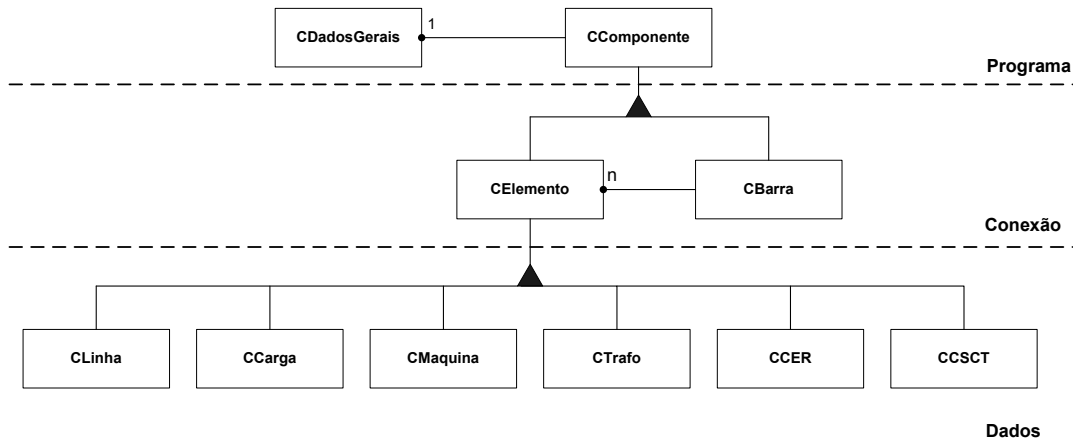 CDadosGerais 1 CComponente
Programa
n
CElemento CBarra
Conexão
CLinha CCarga CMaquina CTrafo CCER CCSCT
Dados